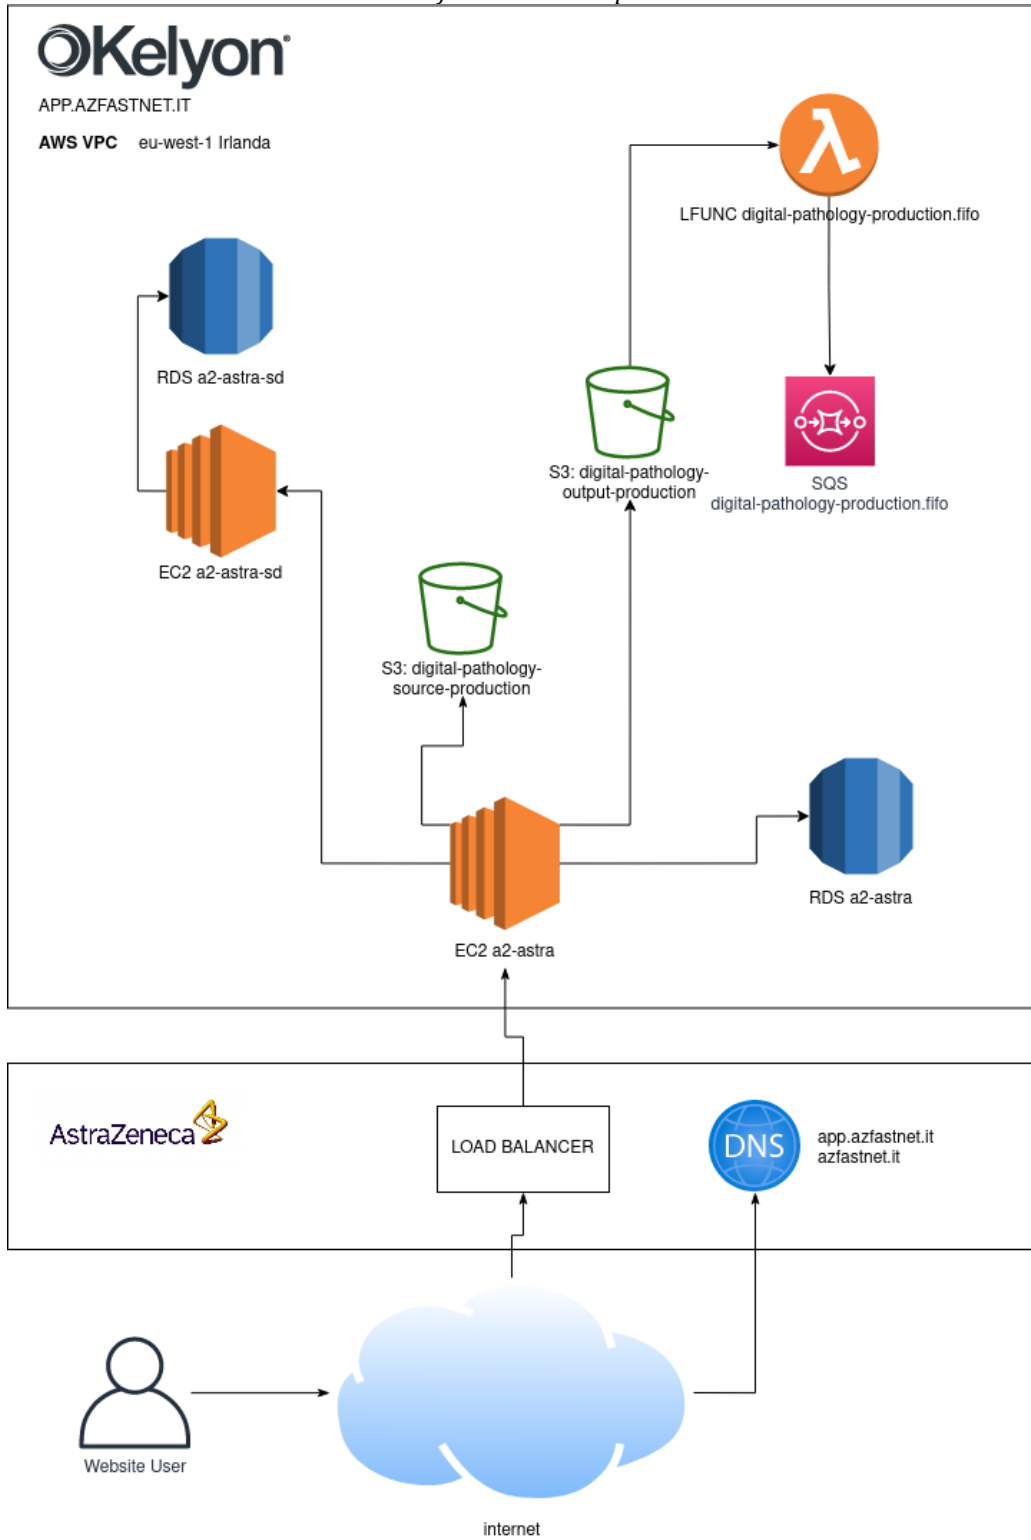 Kelyon
APP.AZFASTNET.IT
AWS VPC eu-west-1 Irlanda
LFUNC digital-pathology-production.fifo
RDS a2-astra-sd
S3: digital-pathology-
output-production
SQS
digital-pathology-production.fifo
EC2 a2-astra-sd
S3: digital-pathology-
source-production
RDS a2-astra
EC2 a2-astra
AstraZeneca
LOAD BALANCER
DNS
app.azfastnet.it
azfastnet.it
Website User
internet